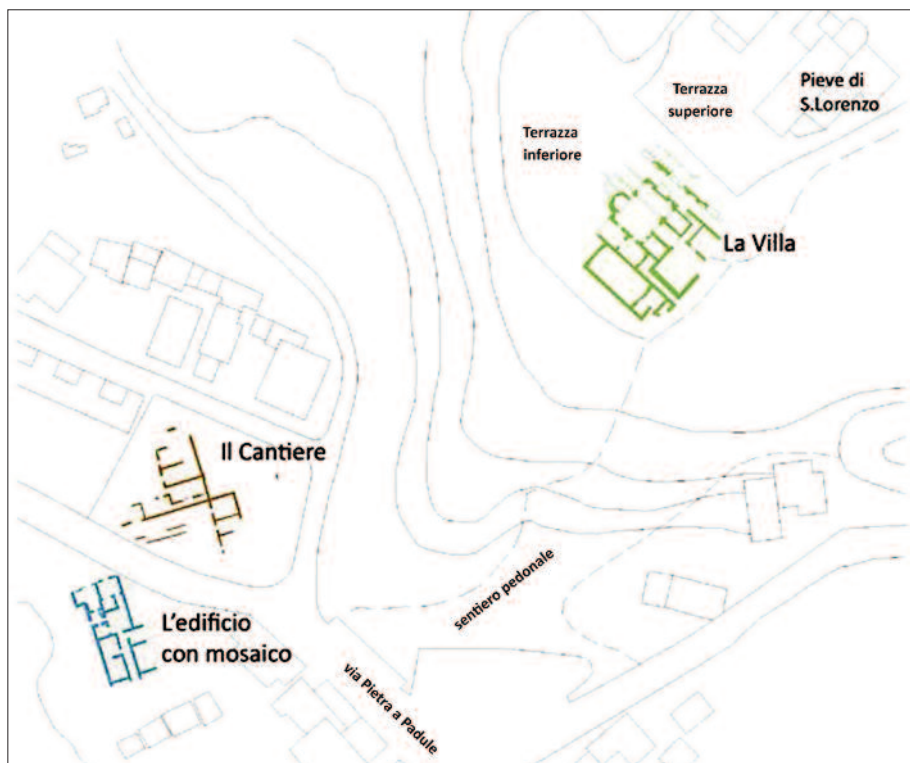 Terrazza
superiore
Pieve di
S.Lorenzo
Terrazza
inferiore
La Villa
Il Cantiere
L'edificio
con mosaico
sentiero pedonale
via Pietra a Padule